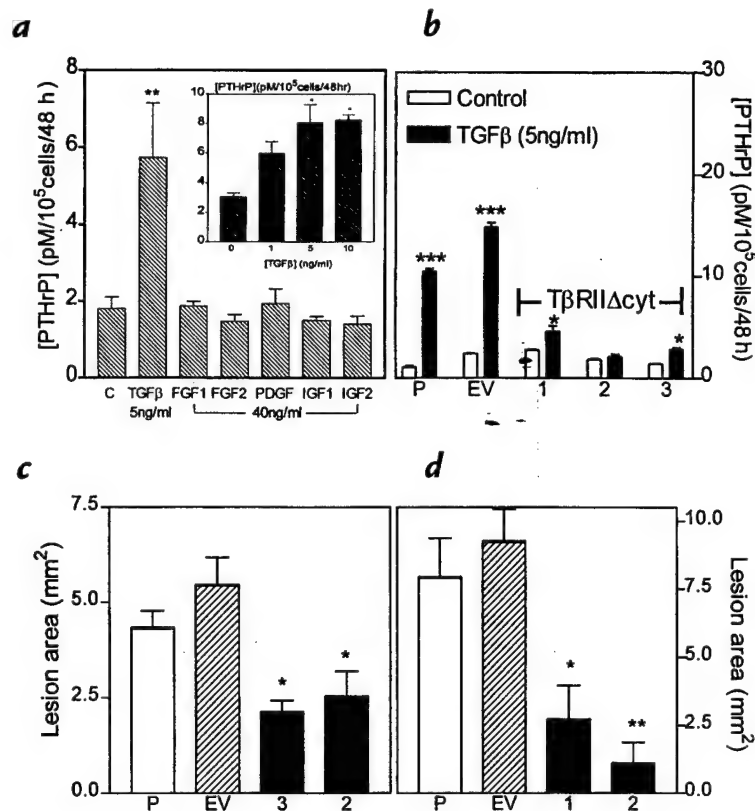 a
b
8
6
4
2
0
[PTHrP] (pM/10⁵cells/48 h)
**
[PTHrP](pM/10⁵cells/48hr)
10
8
6
4
2
0
*
*
0 1 5 10
[TGFβ] (ng/ml)
C TGFβ FGF1 FGF2 PDGF IGF1 IGF2
5ng/ml 40ng/ml
Control
TGFβ (5ng/ml)
***
***
TβRIIΔcyt
*
*
30
20
10
0
[PTHrP] (pM/10⁵cells/48 h)
P EV 1 2 3
c
d
7.5
5.0
2.5
0.0
Lesion area (mm²)
*
*
P EV 3 2
*
**
10.0
7.5
5.0
2.5
0.0
Lesion area (mm²)
P EV 1 2